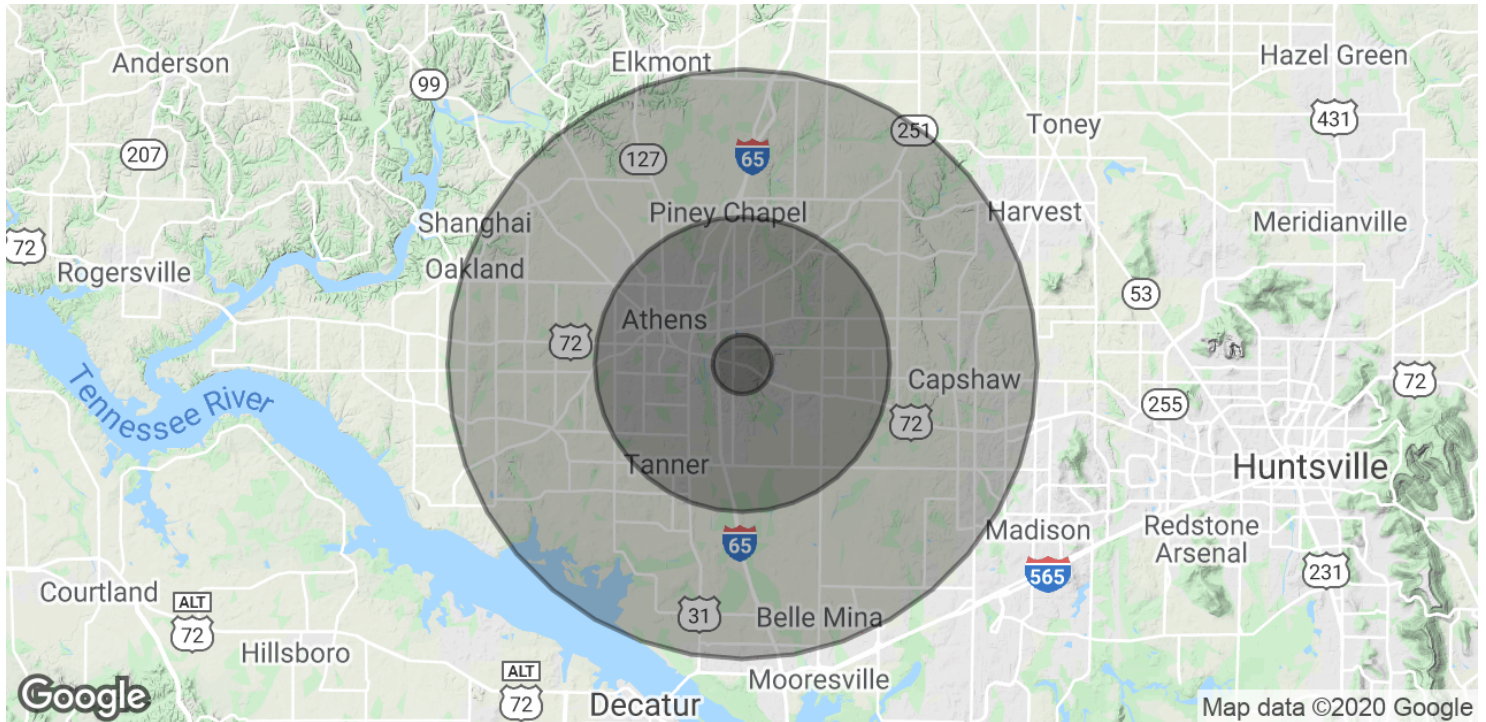 Elkmont
Hazel Green
Anderson
99
431
Toney
251
207
127
65
Piney Chapel
Harvest
Shanghai
Meridianville
72
Oakland
Rogersville
53
Athens
72
Tennessee River
Capshaw
72
255
72
Tanner
Huntsville
Madison
Redstone
Arsenal
65
565
231
Courtland
ALT
72
31
Belle Mina
Hillsboro
ALT
72
Mooresville
Decatur
Google
Map data ©2020 Google